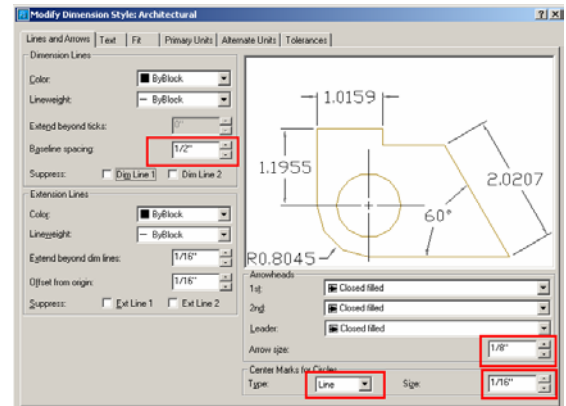 Modify Dimension Style: Architectural
Lines and Arrows Text Fit Primary Units Alternate Units Tolerances
Dimension Lines
Color: ByBlock
Lineweight: ByBlock
Extend beyond ticks: 0"
Baseline spacing: 1/2"
Suppress: Dim Line 1 Dim Line 2
Extension Lines
Color: ByBlock
Lineweight: ByBlock
Extend beyond dim lines: 1/16"
Offset from origin: 1/16"
Suppress: Ext Line 1 Ext Line 2
1.0159
1.1955
2.0207
60°
R0.8045
Arrowheads
1st: Closed filled
2nd: Closed filled
Leader: Closed filled
Arrow size: 1/8"
Center Marks for Circles
Type: Line Size: 1/16"